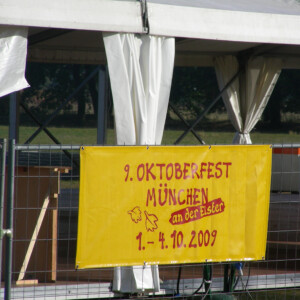 9. OKTOBERFEST
MÜNCHEN
an der Elster
1. – 4.10.2009